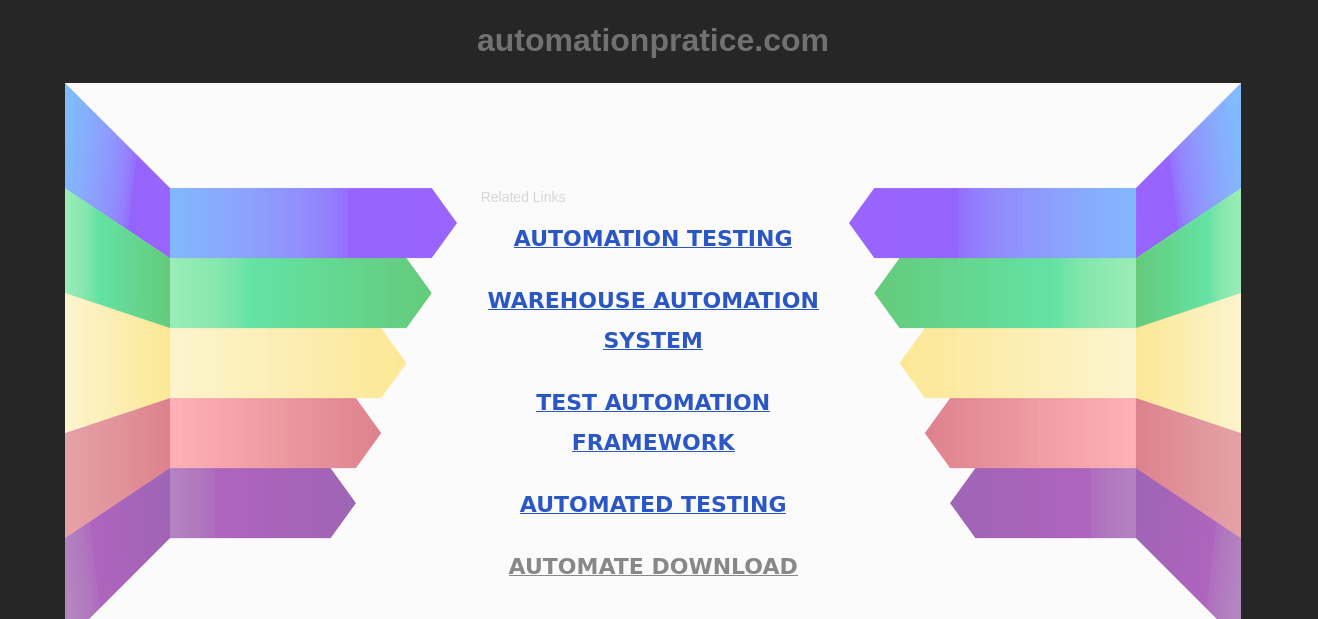 automationpratice.com
Related Links
AUTOMATION TESTING
WAREHOUSE AUTOMATION
SYSTEM
TEST AUTOMATION
FRAMEWORK
AUTOMATED TESTING
AUTOMATE DOWNLOAD